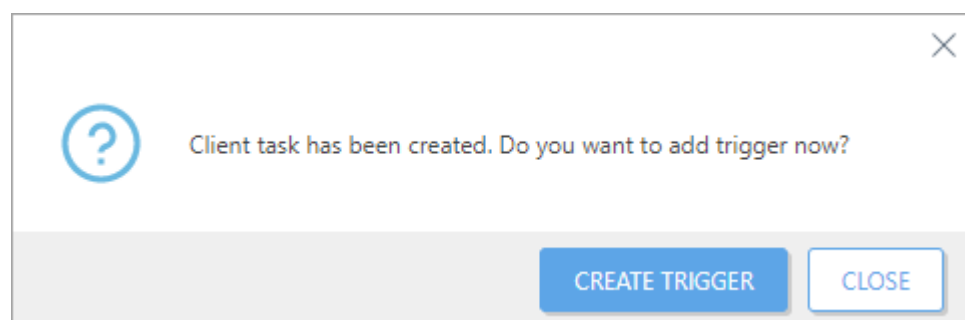 Client task has been created. Do you want to add trigger now?
CREATE TRIGGER
CLOSE